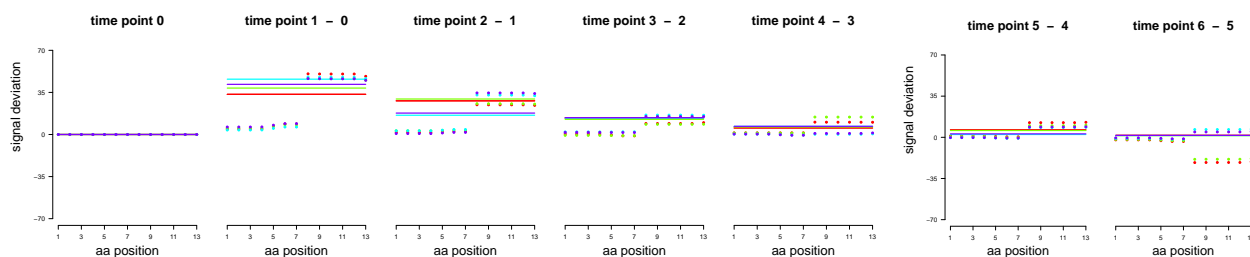 time point 0
time point 1 – 0
time point 2 – 1
time point 3 – 2
time point 4 – 3
time point 5 – 4
time point 6 – 5
signal deviation
70
35
0
−35
−70
1 3 5 7 9 11 13
aa position
1 3 5 7 9 11 13
aa position
1 3 5 7 9 11 13
aa position
1 3 5 7 9 11 13
aa position
1 3 5 7 9 11 13
aa position
signal deviation
70
35
0
−35
−70
1 3 5 7 9 11 13
aa position
1 3 5 7 9 11
aa position